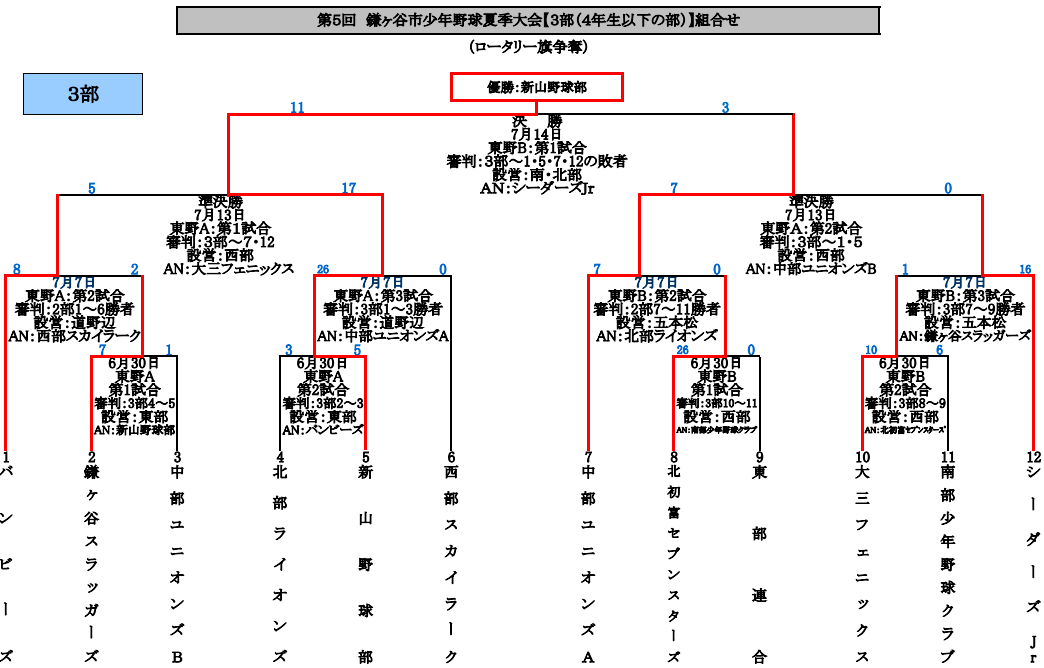 第5回 鎌ヶ谷市少年野球夏季大会【3部(4年生以下の部)】組合せ
(ロータリー旗争奪)
3部
優勝:新山野球部
11
3
決 勝
7月14日
東野B:第1試合
審判:3部〜1・5・7・12の敗者
設営:南・北部
AN:シーダーズJr
5
17
準決勝
7月13日
東野A:第1試合
審判:3部〜7・12
設営:西部
AN:大三フェニックス
7
0
準決勝
7月13日
東野A:第2試合
審判:3部〜1・5
設営:西部
AN:中部ユニオンズB
8
2
7月7日
東野A:第2試合
審判:2部1〜6勝者
設営:道野辺
AN:西部スカイラーク
26
0
7月7日
東野A:第3試合
審判:3部1〜3勝者
設営:道野辺
AN:中部ユニオンズA
7
0
7月7日
東野B:第2試合
審判:2部7〜11勝者
設営:五本松
AN:北部ライオンズ
1
16
7月7日
東野B:第3試合
審判:3部7〜9勝者
設営:五本松
AN:鎌ヶ谷スラッガーズ
7
1
6月30日
東野A
第1試合
審判:3部4〜5
設営:東部
AN:新山野球部
3
5
6月30日
東野A
第2試合
審判:3部2〜3
設営:東部
AN:バンビーズ
26
0
6月30日
東野B
第1試合
審判:3部10〜11
設営:西部
AN:南部少年野球クラブ
10
6
6月30日
東野B
第2試合
審判:3部8〜9
設営:西部
AN:北初富セブンスターズ
1
バンビーズ
2
鎌ヶ谷スラッガーズ
3
中部ユニオンズB
4
北部ライオンズ
5
新山野球部
6
西部スカイラーク
7
中部ユニオンズA
8
北初富セブンスターズ
9
東部連合
10
大三フェニックス
11
南部少年野球クラブ
12
シーダーズJr